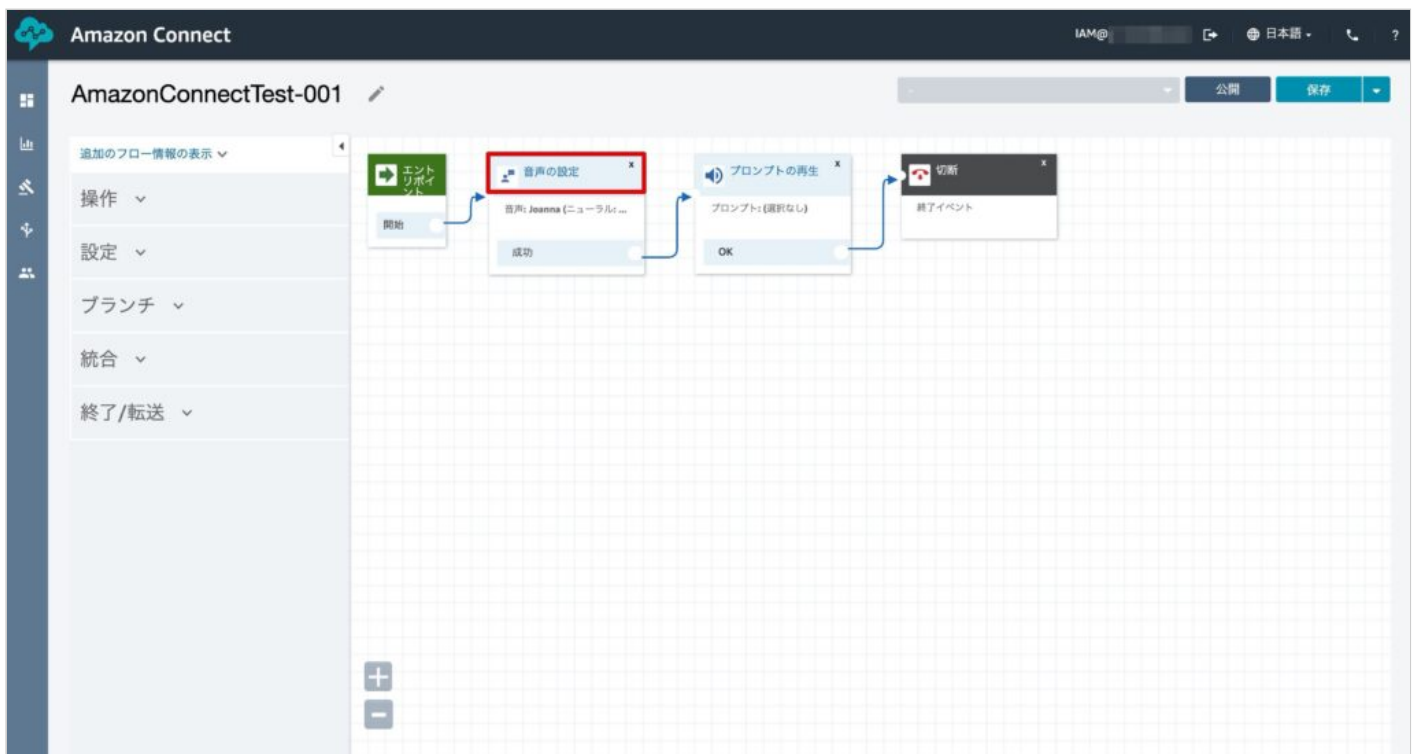 Amazon Connect
IAM@
日本語
?
AmazonConnectTest-001
-
公開
保存
追加のフロー情報の表示
操作
設定
ブランチ
統合
終了/転送
エント
リポイ
ント
開始
音声の設定
x
音声: Joanna (ニューラル: ...
成功
プロンプトの再生
x
プロンプト: (選択なし)
OK
切断
x
終了イベント
+
-